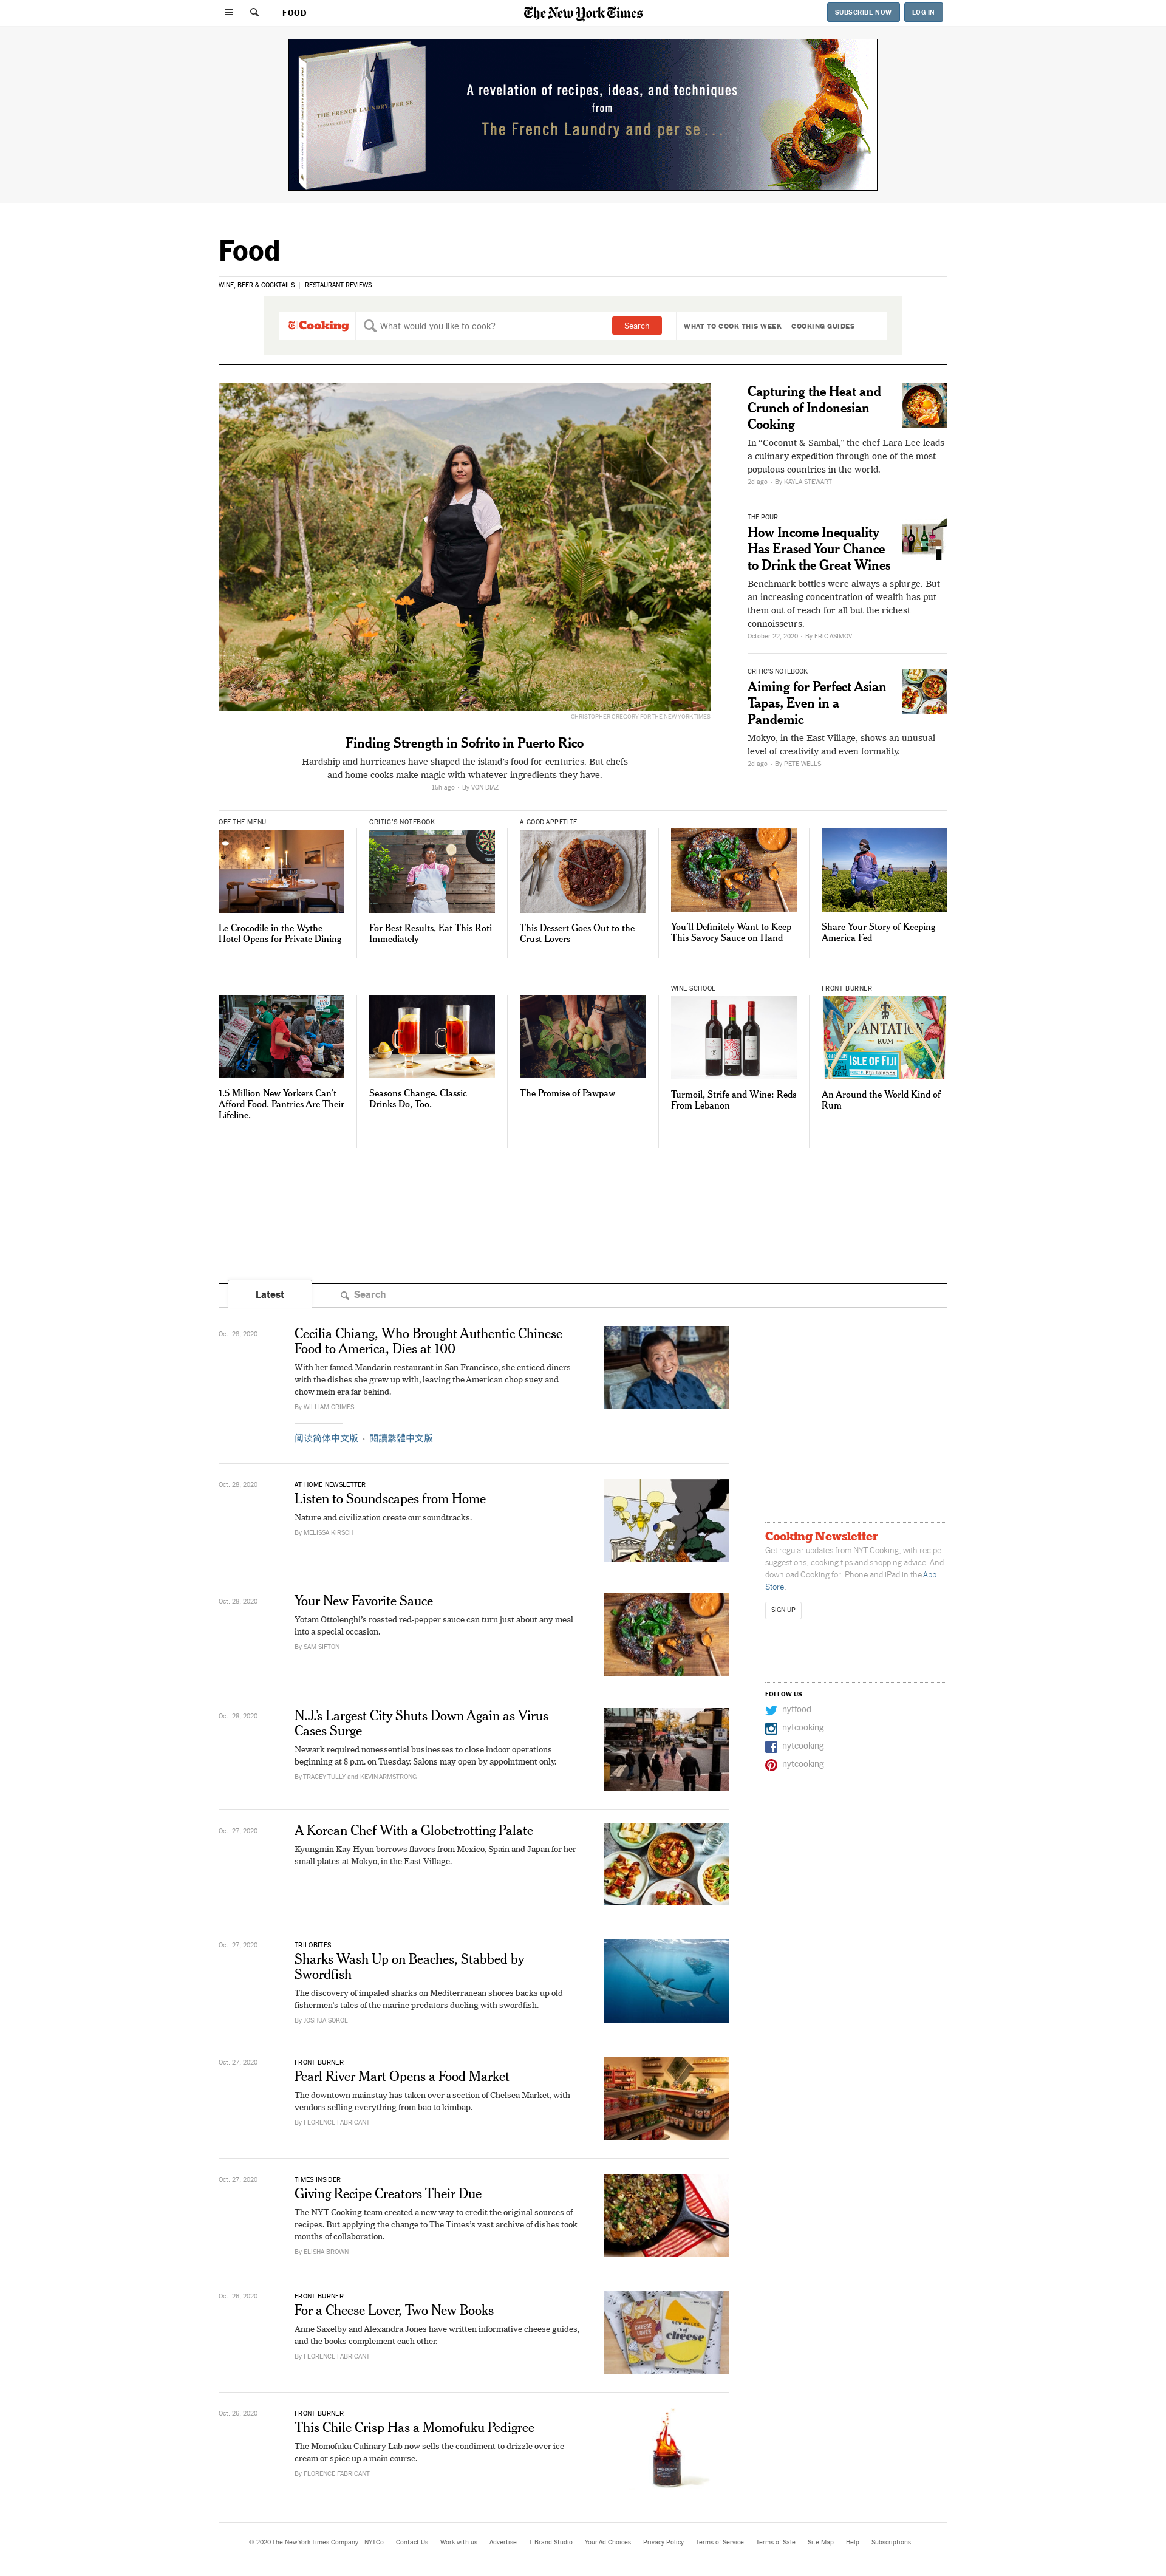 FOOD
The New York Times
SUBSCRIBE NOW
LOG IN
THE FRENCH LAUNDRY, PER SE
A revelation of recipes, ideas, and techniques
from
The French Laundry and per se . . .
Food
WINE, BEER & COCKTAILS
RESTAURANT REVIEWS
T Cooking
What would you like to cook?
Search
WHAT TO COOK THIS WEEK
COOKING GUIDES
CHRISTOPHER GREGORY FOR THE NEW YORK TIMES
Finding Strength in Sofrito in Puerto Rico
Hardship and hurricanes have shaped the island's food for centuries. But chefs
and home cooks make magic with whatever ingredients they have.
15h ago • By VON DIAZ
Capturing the Heat and
Crunch of Indonesian
Cooking
In “Coconut & Sambal,” the chef Lara Lee leads
a culinary expedition through one of the most
populous countries in the world.
2d ago • By KAYLA STEWART
THE POUR
How Income Inequality
Has Erased Your Chance
to Drink the Great Wines
Benchmark bottles were always a splurge. But
an increasing concentration of wealth has put
them out of reach for all but the richest
connoisseurs.
October 22, 2020 • By ERIC ASIMOV
CRITIC'S NOTEBOOK
Aiming for Perfect Asian
Tapas, Even in a
Pandemic
Mokyo, in the East Village, shows an unusual
level of creativity and even formality.
2d ago • By PETE WELLS
OFF THE MENU
Le Crocodile in the Wythe
Hotel Opens for Private Dining
CRITIC'S NOTEBOOK
For Best Results, Eat This Roti
Immediately
A GOOD APPETITE
This Dessert Goes Out to the
Crust Lovers
You'll Definitely Want to Keep
This Savory Sauce on Hand
Share Your Story of Keeping
America Fed
1.5 Million New Yorkers Can't
Afford Food. Pantries Are Their
Lifeline.
Seasons Change. Classic
Drinks Do, Too.
The Promise of Pawpaw
WINE SCHOOL
Turmoil, Strife and Wine: Reds
From Lebanon
FRONT BURNER
PLANTATION
RUM
ISLE OF FIJI
An Around the World Kind of
Rum
Latest
Search
Oct. 28, 2020
Cecilia Chiang, Who Brought Authentic Chinese
Food to America, Dies at 100
With her famed Mandarin restaurant in San Francisco, she enticed diners
with the dishes she grew up with, leaving the American chop suey and
chow mein era far behind.
By WILLIAM GRIMES
阅读简体中文版 • 閱讀繁體中文版
Oct. 28, 2020
AT HOME NEWSLETTER
Listen to Soundscapes from Home
Nature and civilization create our soundtracks.
By MELISSA KIRSCH
Oct. 28, 2020
Your New Favorite Sauce
Yotam Ottolenghi's roasted red-pepper sauce can turn just about any meal
into a special occasion.
By SAM SIFTON
Oct. 28, 2020
N.J.'s Largest City Shuts Down Again as Virus
Cases Surge
Newark required nonessential businesses to close indoor operations
beginning at 8 p.m. on Tuesday. Salons may open by appointment only.
By TRACEY TULLY and KEVIN ARMSTRONG
Oct. 27, 2020
A Korean Chef With a Globetrotting Palate
Kyungmin Kay Hyun borrows flavors from Mexico, Spain and Japan for her
small plates at Mokyo, in the East Village.
Oct. 27, 2020
TRILOBITES
Sharks Wash Up on Beaches, Stabbed by
Swordfish
The discovery of impaled sharks on Mediterranean shores backs up old
fishermen's tales of the marine predators dueling with swordfish.
By JOSHUA SOKOL
Oct. 27, 2020
FRONT BURNER
Pearl River Mart Opens a Food Market
The downtown mainstay has taken over a section of Chelsea Market, with
vendors selling everything from bao to kimbap.
By FLORENCE FABRICANT
Oct. 27, 2020
TIMES INSIDER
Giving Recipe Creators Their Due
The NYT Cooking team created a new way to credit the original sources of
recipes. But applying the change to The Times's vast archive of dishes took
months of collaboration.
By ELISHA BROWN
Oct. 26, 2020
FRONT BURNER
For a Cheese Lover, Two New Books
Anne Saxelby and Alexandra Jones have written informative cheese guides,
and the books complement each other.
By FLORENCE FABRICANT
CHEESE
LOVER
cheese
Oct. 26, 2020
FRONT BURNER
This Chile Crisp Has a Momofuku Pedigree
The Momofuku Culinary Lab now sells the condiment to drizzle over ice
cream or spice up a main course.
By FLORENCE FABRICANT
Cooking Newsletter
Get regular updates from NYT Cooking, with recipe
suggestions, cooking tips and shopping advice. And
download Cooking for iPhone and iPad in the App
Store.
SIGN UP
FOLLOW US
nytfood
nytcooking
nytcooking
nytcooking
© 2020 The New York Times Company NYTCo Contact Us Work with us Advertise T Brand Studio Your Ad Choices Privacy Policy Terms of Service Terms of Sale Site Map Help Subscriptions